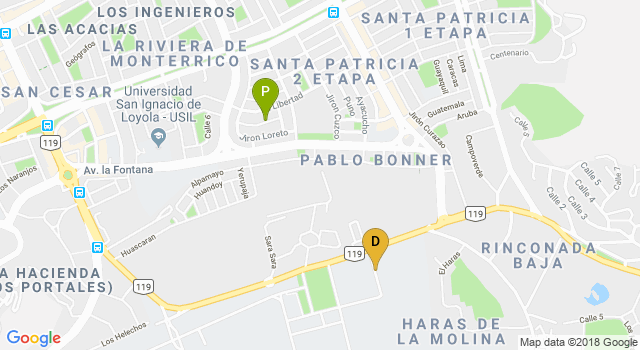 LOS INGENIEROS
LAS ACACIAS
Geógrafos
LA RIVIERA DE
MONTERRICO
SANTA PATRICIA
1 ETAPA
Centenario
SANTA PATRICIA
2 ETAPA
Lima
Caracas
Guayaquil
SAN CESAR
Universidad
San Ignacio de
Loyola - USIL
Calle 6
P
Libertad
Jiron Cuzco
Puno
Ayacucho
Guatemala
Aruba
Jirón Curazao
Jiron Loreto
119
Av. la Fontana
PABLO BONNER
Campoverde
Los Naranjos
Alpamayo
Huandoy
Yerupaja
Calle 5
Calle 4
Calle 3
Calle 2
Calle 7
Huascaran
Sara Sara
119
D
119
RINCONADA
BAJA
El Haras
A HACIENDA
OS PORTALES)
119
Los Helechos
HARAS DE
LA MOLINA
Google
Map data ©2018 Google